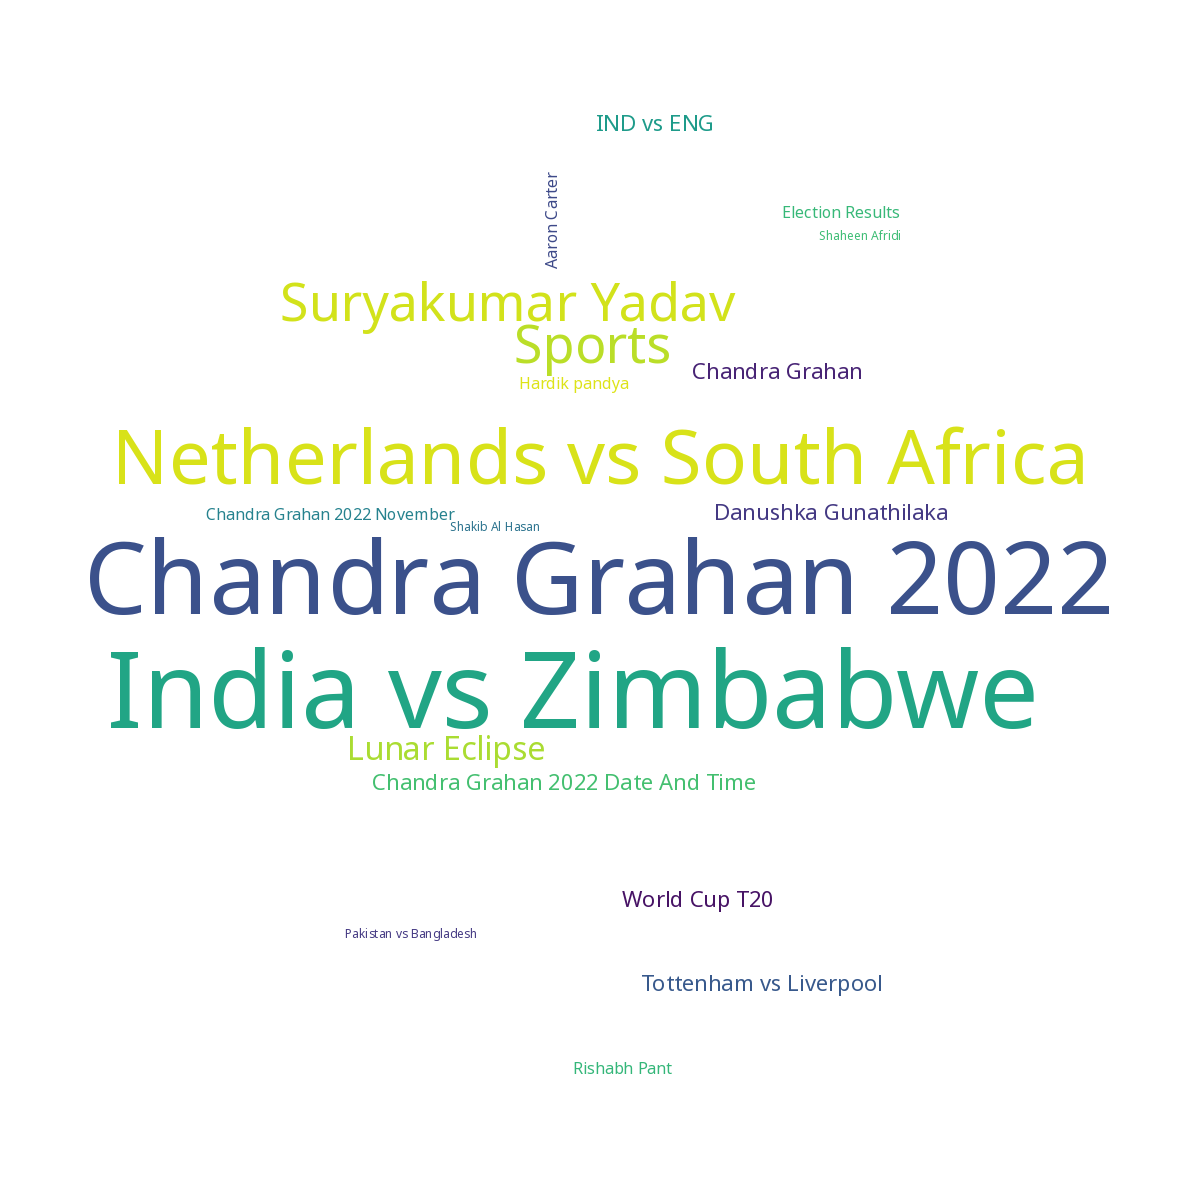 IND vs ENG
Aaron Carter
Election Results
Shaheen Afridi
Suryakumar Yadav
Sports
Chandra Grahan
Hardik pandya
Netherlands vs South Africa
Chandra Grahan 2022 November
Danushka Gunathilaka
Shakib Al Hasan
Chandra Grahan 2022
India vs Zimbabwe
Lunar Eclipse
Chandra Grahan 2022 Date And Time
World Cup T20
Pakistan vs Bangladesh
Tottenham vs Liverpool
Rishabh Pant